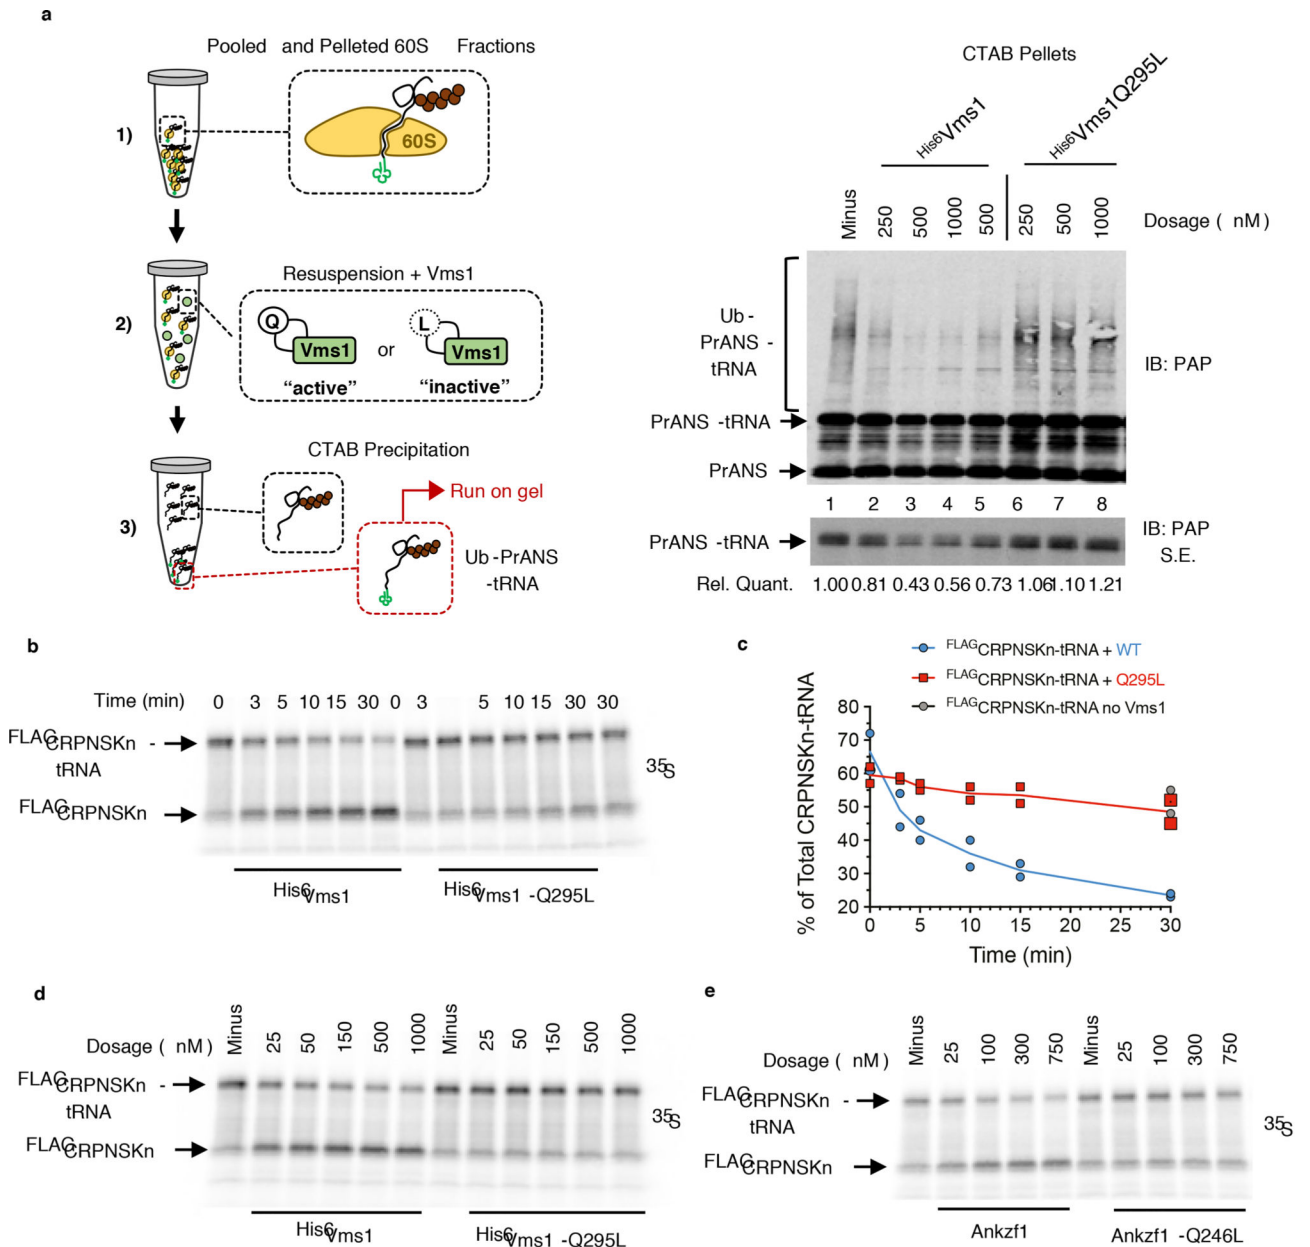 a
Pooled and Pelleted 60S Fractions
1)
60S
2)
Resuspension + Vms1
Q
Vms1
or
L
Vms1
"active"
"inactive"
3)
CTAB Precipitation
Run on gel
Ub - PrANS
-tRNA
CTAB Pellets
His6Vms1
His6Vms1Q295L
Minus 250 500 1000 500 250 500 1000
Dosage ( nM)
Ub -
PrANS -
tRNA
IB: PAP
PrANS -tRNA
PrANS
1 2 3 4 5 6 7 8
PrANS -tRNA
IB: PAP
S.E.
Rel. Quant. 1.00 0.81 0.43 0.56 0.73 1.06 1.10 1.21
b
Time (min) 0 3 5 10 15 30 0 3 5 10 15 30 30
FLAGCRPNSKn -
tRNA
35S
FLAGCRPNSKn
His6Vms1
His6Vms1 -Q295L
c
FLAGCRPNSKn-tRNA + WT
FLAGCRPNSKn-tRNA + Q295L
FLAGCRPNSKn-tRNA no Vms1
% of Total CRPNSKn-tRNA
80
70
60
50
40
30
20
0 5 10 15 20 25 30
Time (min)
d
Dosage ( nM) Minus 25 50 150 500 1000 Minus 25 50 150 500 1000
FLAGCRPNSKn -
tRNA
35S
FLAGCRPNSKn
His6Vms1
His6Vms1 -Q295L
e
Dosage ( nM) Minus 25 100 300 750 Minus 25 100 300 750
FLAGCRPNSKn -
tRNA
35S
FLAGCRPNSKn
Ankzf1
Ankzf1 -Q246L